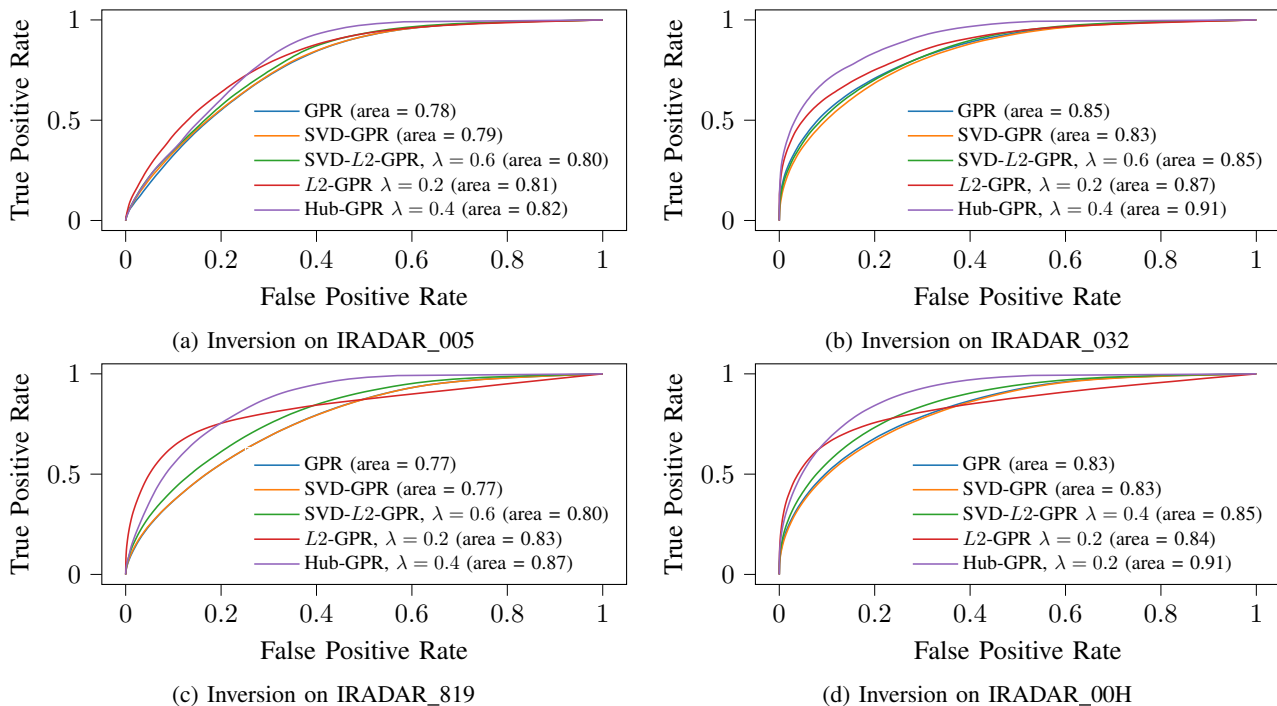 True Positive Rate
1
0.5
0
GPR (area = 0.78)
SVD-GPR (area = 0.79)
SVD-L2-GPR, λ = 0.6 (area = 0.80)
L2-GPR λ = 0.2 (area = 0.81)
Hub-GPR λ = 0.4 (area = 0.82)
0 0.2 0.4 0.6 0.8 1
False Positive Rate
(a) Inversion on IRADAR_005
True Positive Rate
1
0.5
0
GPR (area = 0.85)
SVD-GPR (area = 0.83)
SVD-L2-GPR, λ = 0.6 (area = 0.85)
L2-GPR, λ = 0.2 (area = 0.87)
Hub-GPR, λ = 0.4 (area = 0.91)
0 0.2 0.4 0.6 0.8 1
False Positive Rate
(b) Inversion on IRADAR_032
True Positive Rate
1
0.5
0
GPR (area = 0.77)
SVD-GPR (area = 0.77)
SVD-L2-GPR, λ = 0.6 (area = 0.80)
L2-GPR, λ = 0.2 (area = 0.83)
Hub-GPR, λ = 0.4 (area = 0.87)
0 0.2 0.4 0.6 0.8 1
False Positive Rate
(c) Inversion on IRADAR_819
True Positive Rate
1
0.5
0
GPR (area = 0.83)
SVD-GPR (area = 0.83)
SVD-L2-GPR λ = 0.4 (area = 0.85)
L2-GPR λ = 0.2 (area = 0.84)
Hub-GPR, λ = 0.2 (area = 0.91)
0 0.2 0.4 0.6 0.8 1
False Positive Rate
(d) Inversion on IRADAR_00H